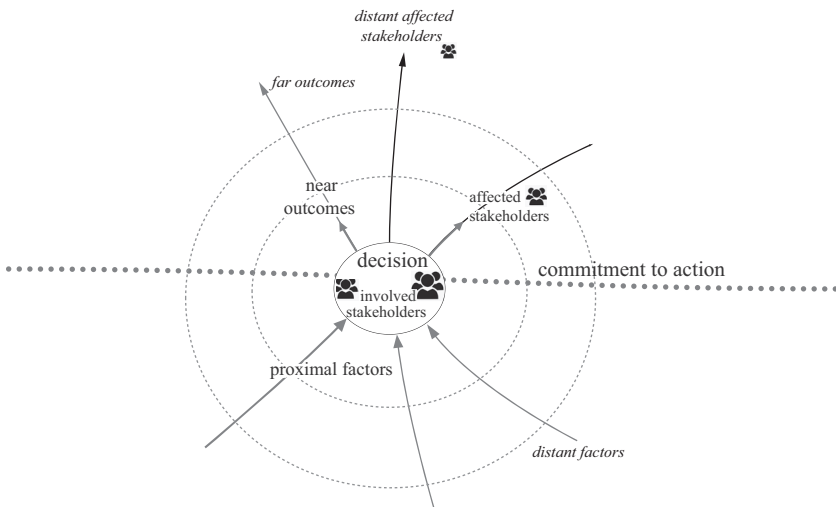 distant affected
stakeholders
far outcomes
near
outcomes
affected
stakeholders
decision
commitment to action
involved
stakeholders
proximal factors
distant factors